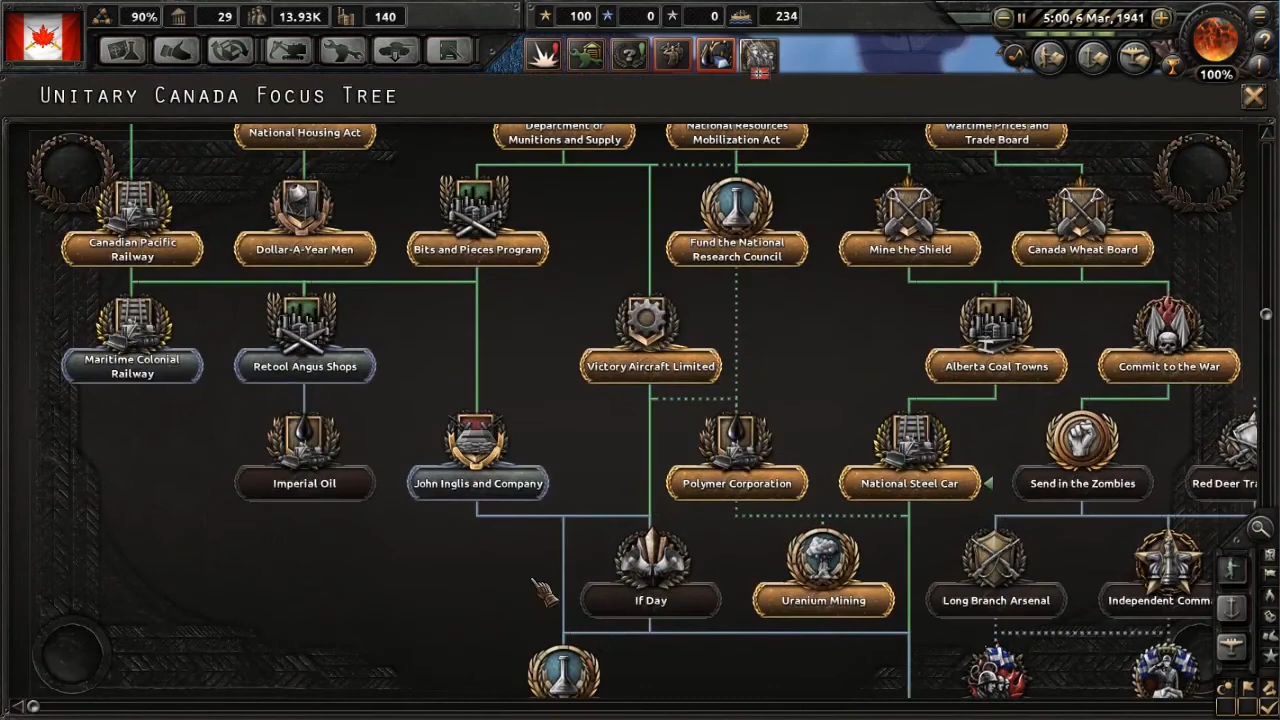 90%
29
13.93K
140
100
0
0
234
5:00, 6 Mar, 1941
100%
UNITARY CANADA FOCUS TREE
National Housing Act
Department of
Munitions and Supply
National Resources
Mobilization Act
Wartime Prices and
Trade Board
Canadian Pacific
Railway
Dollar-A-Year Men
Bits and Pieces Program
Fund the National
Research Council
Mine the Shield
Canada Wheat Board
Maritime Colonial
Railway
Retool Angus Shops
Victory Aircraft Limited
Alberta Coal Towns
Commit to the War
Imperial Oil
John Inglis and Company
Polymer Corporation
National Steel Car
Send in the Zombies
Red Deer Tra
If Day
Uranium Mining
Long Branch Arsenal
Independent Comm